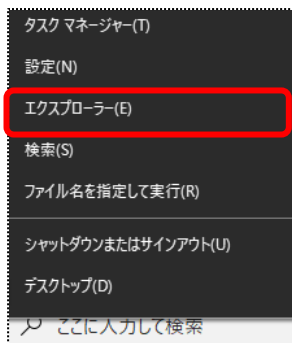 タスク マネージャー(T)
設定(N)
エクスプローラー(E)
検索(S)
ファイル名を指定して実行(R)
シャットダウンまたはサインアウト(U)
デスクトップ(D)
ここに入力して検索